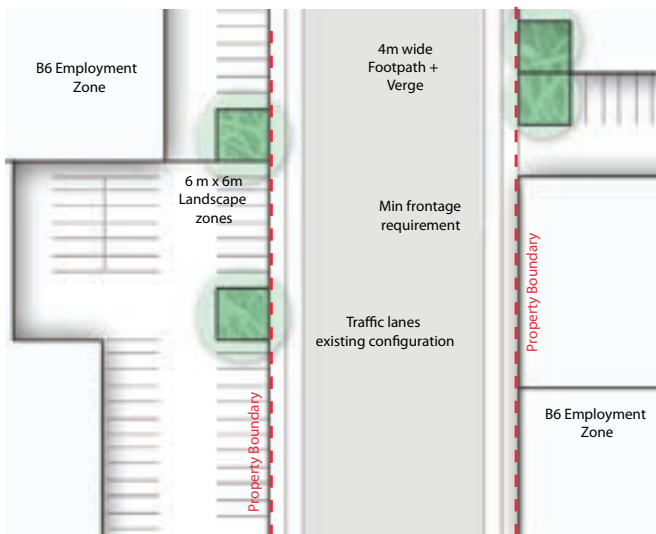 B6 Employment
Zone
4m wide
Footpath +
Verge
6 m x 6m
Landscape
zones
Min frontage
requirement
Property Boundary
Traffic lanes
existing configuration
Property Boundary
B6 Employment
Zone